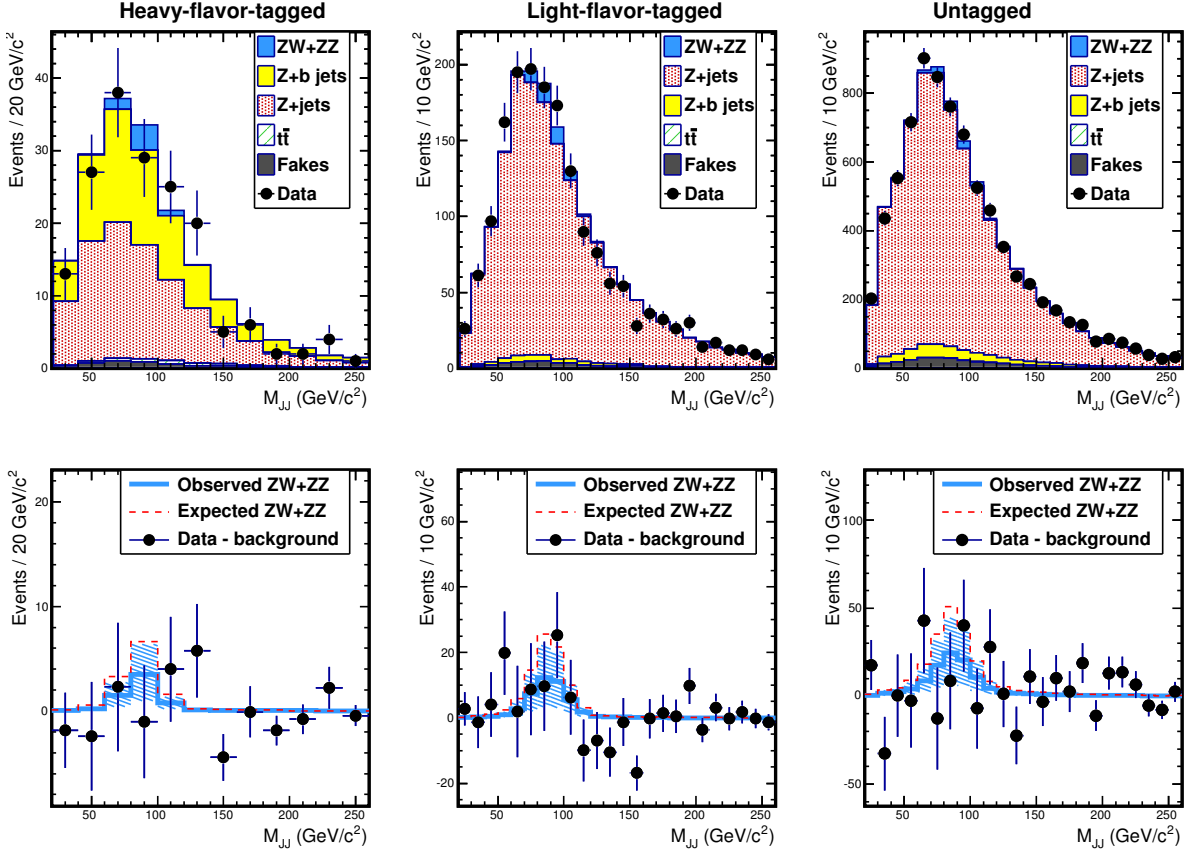 Heavy-flavor-tagged
Events / 20 GeV/c²
40
30
20
10
0
ZW+ZZ
Z+b jets
Z+jets
tt̄
Fakes
Data
50
100
150
200
250
M_JJ (GeV/c²)
Light-flavor-tagged
Events / 10 GeV/c²
200
150
100
50
0
ZW+ZZ
Z+jets
Z+b jets
tt̄
Fakes
Data
50
100
150
200
250
M_JJ (GeV/c²)
Untagged
Events / 10 GeV/c²
800
600
400
200
0
ZW+ZZ
Z+jets
Z+b jets
tt̄
Fakes
Data
50
100
150
200
250
M_JJ (GeV/c²)
Events / 20 GeV/c²
20
10
0
Observed ZW+ZZ
Expected ZW+ZZ
Data - background
50
100
150
200
250
M_JJ (GeV/c²)
Events / 10 GeV/c²
60
40
20
0
-20
Observed ZW+ZZ
Expected ZW+ZZ
Data - background
50
100
150
200
250
M_JJ (GeV/c²)
Events / 10 GeV/c²
100
50
0
-50
Observed ZW+ZZ
Expected ZW+ZZ
Data - background
50
100
150
200
250
M_JJ (GeV/c²)